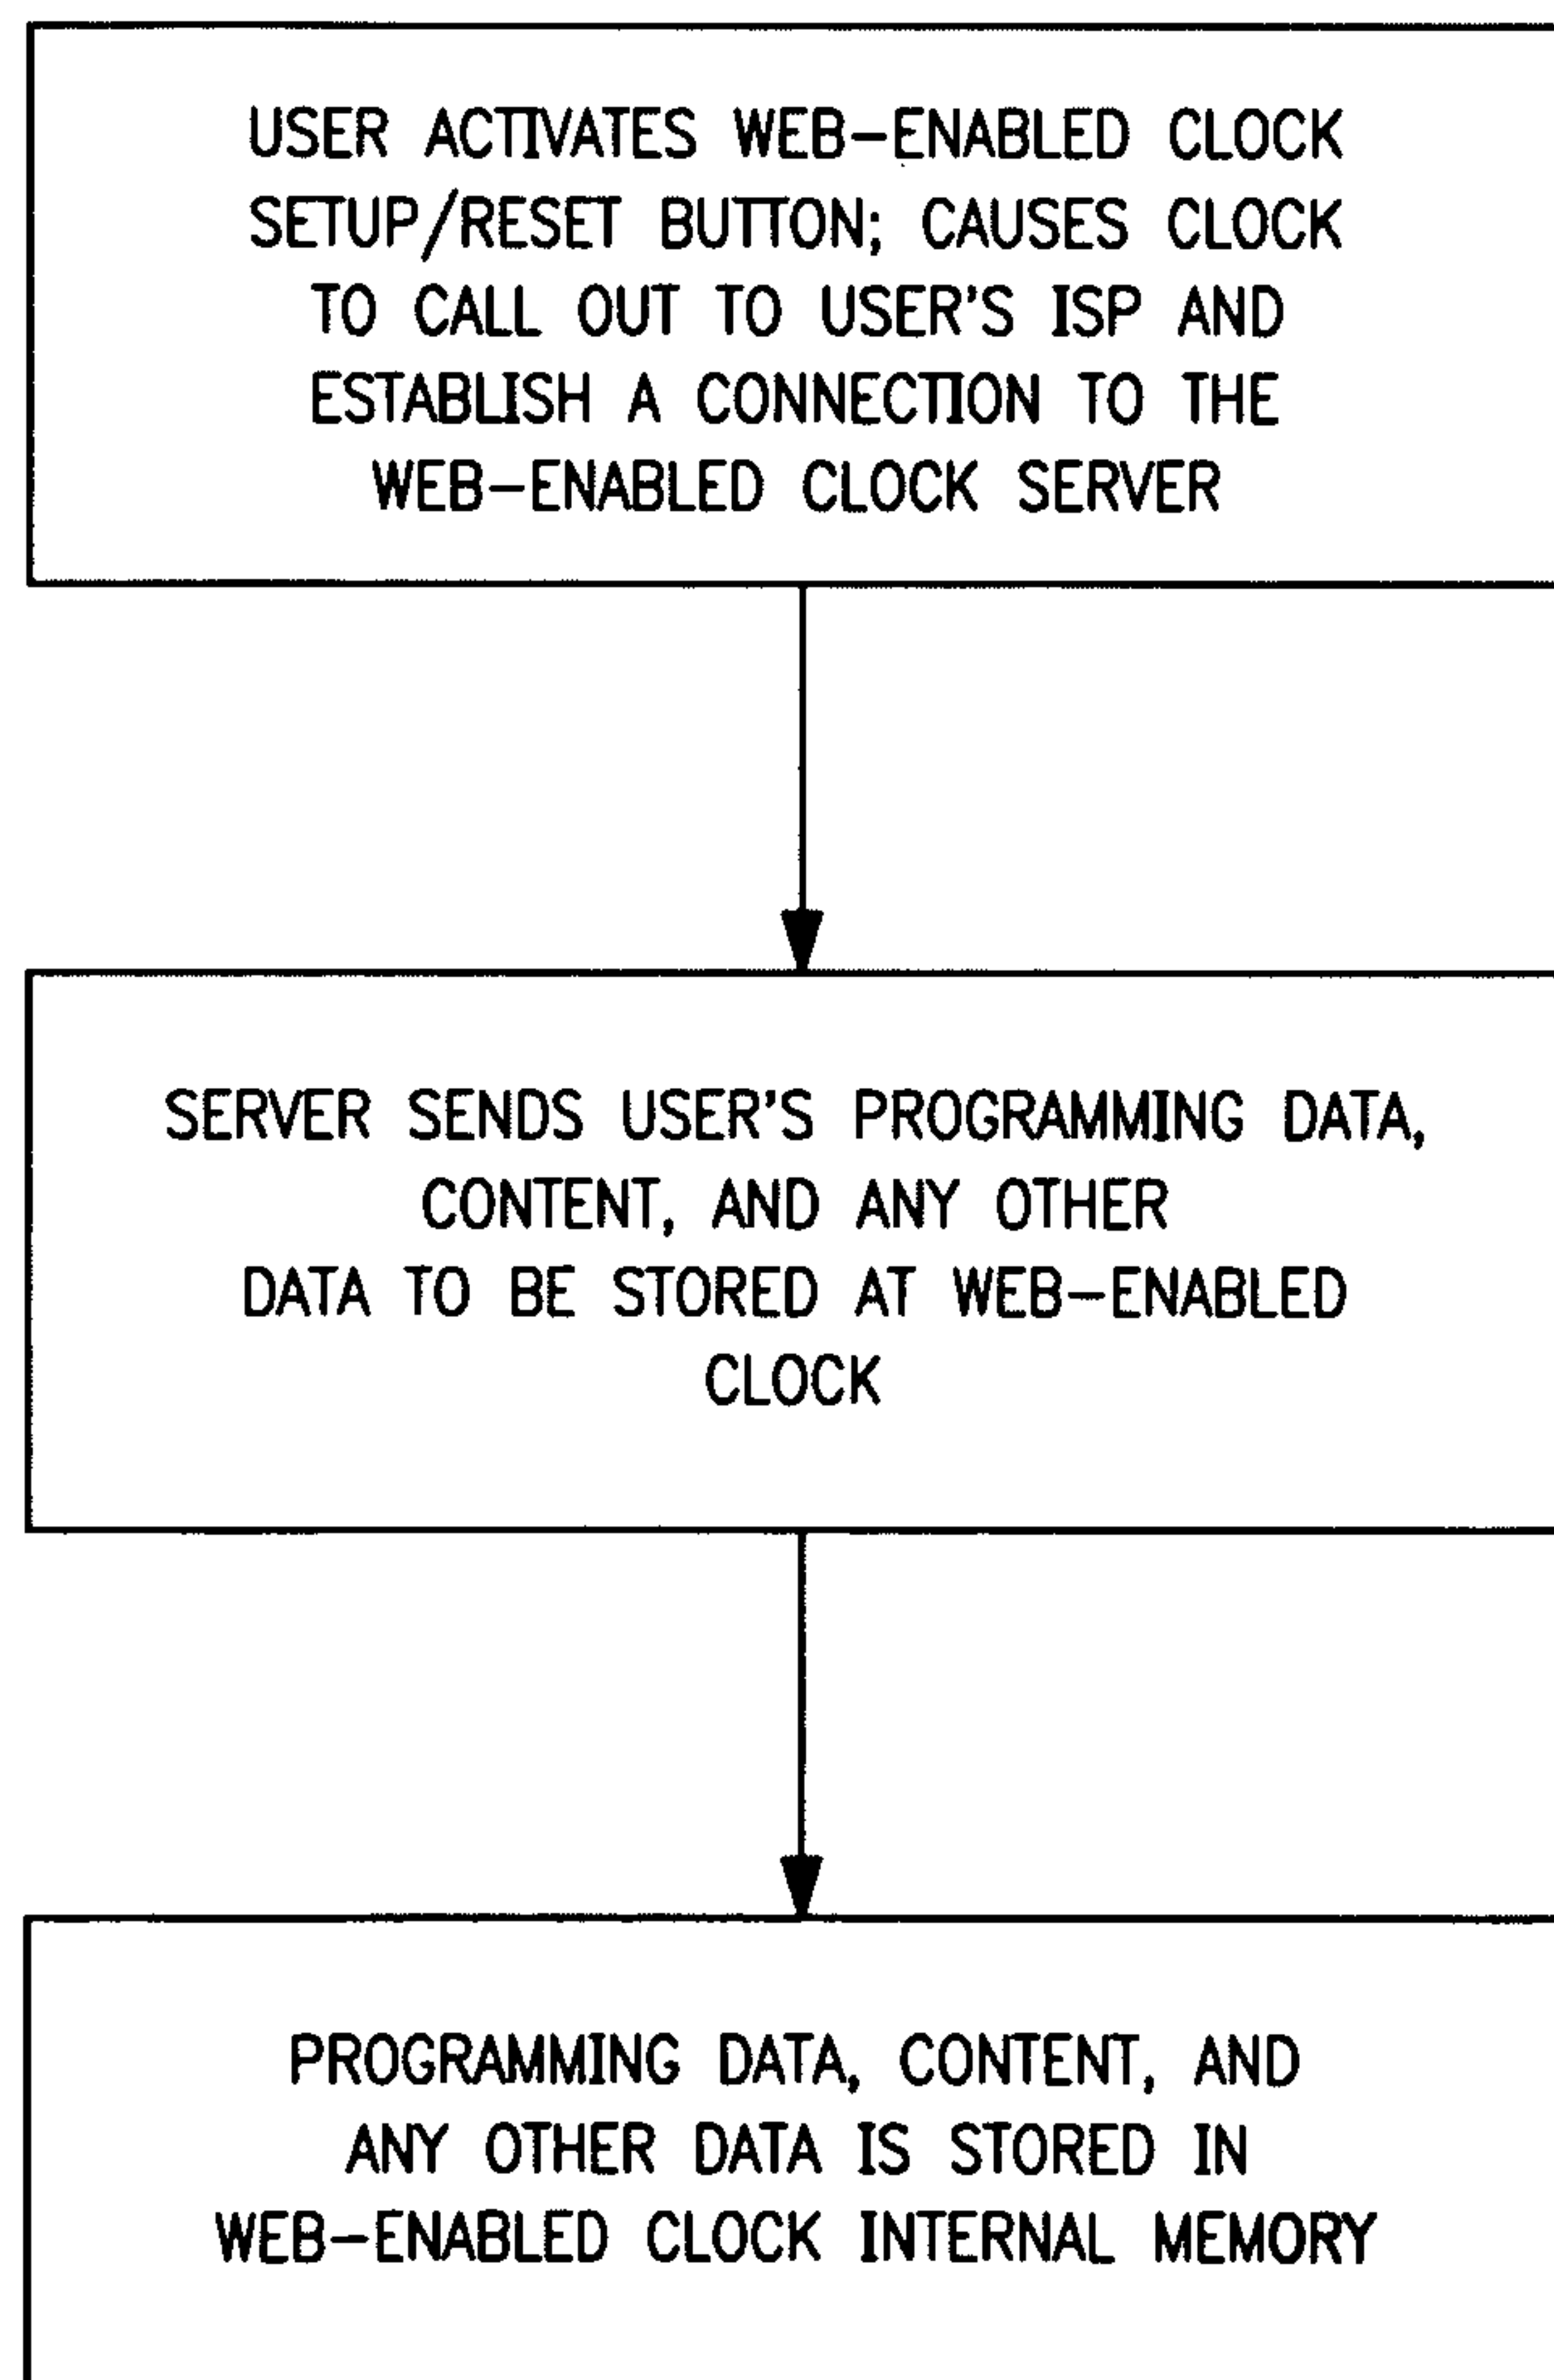 USER ACTIVATES WEB-ENABLED CLOCK
SETUP/RESET BUTTON; CAUSES CLOCK
TO CALL OUT TO USER'S ISP AND
ESTABLISH A CONNECTION TO THE
WEB-ENABLED CLOCK SERVER
SERVER SENDS USER'S PROGRAMMING DATA,
CONTENT, AND ANY OTHER
DATA TO BE STORED AT WEB-ENABLED
CLOCK
PROGRAMMING DATA, CONTENT, AND
ANY OTHER DATA IS STORED IN
WEB-ENABLED CLOCK INTERNAL MEMORY